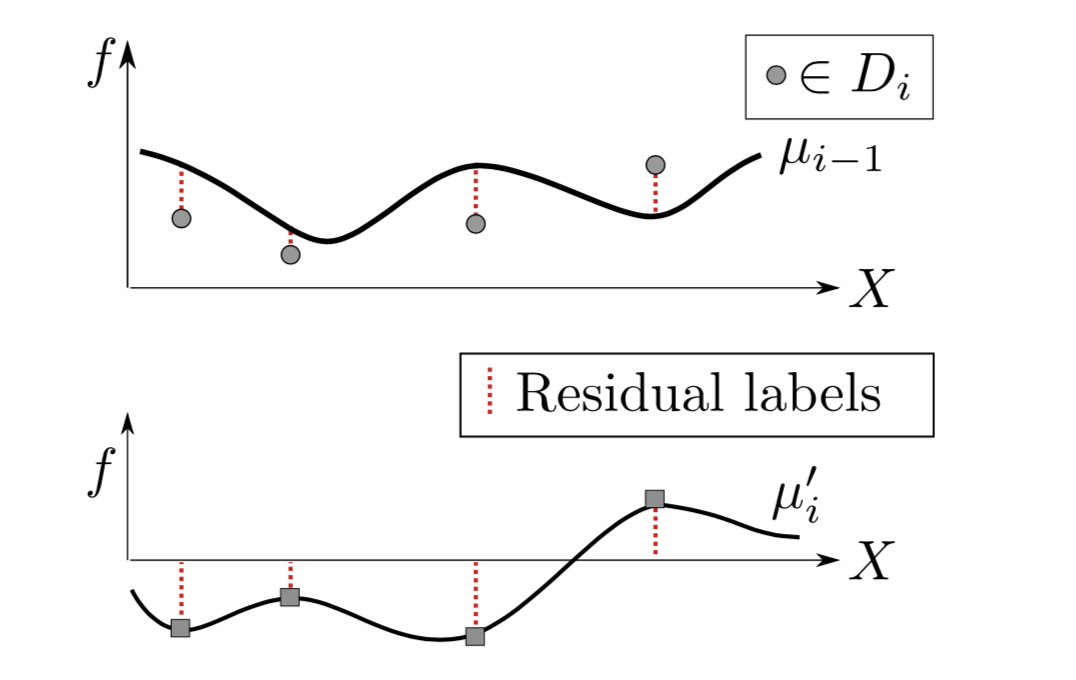 f
∈ D_i
μ_{i−1}
X
Residual labels
f
μ′_i
X